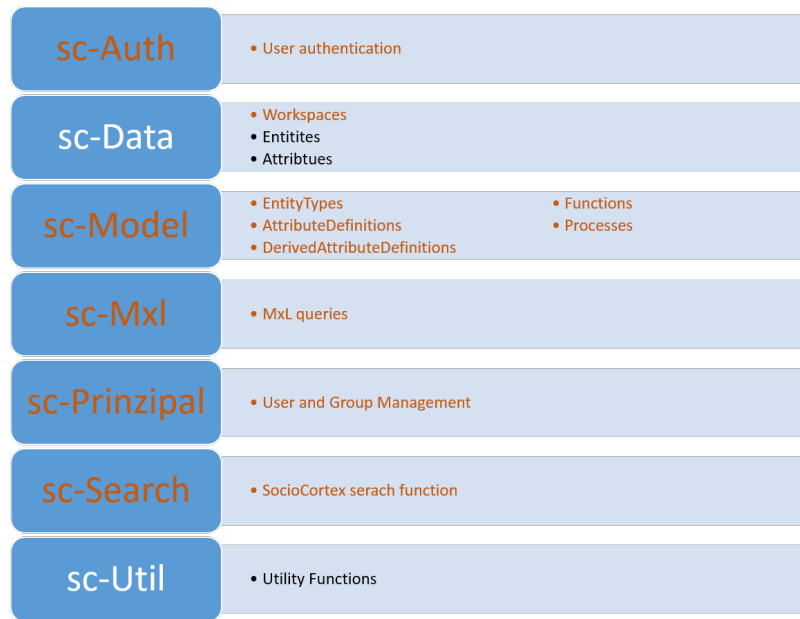 sc-Auth
• User authentication
sc-Data
• Workspaces
• Entitites
• Attribtues
sc-Model
• EntityTypes
• AttributeDefinitions
• DerivedAttributeDefinitions
• Functions
• Processes
sc-Mxl
• MxL queries
sc-Prinzipal
• User and Group Management
sc-Search
• SocioCortex serach function
sc-Util
• Utility Functions